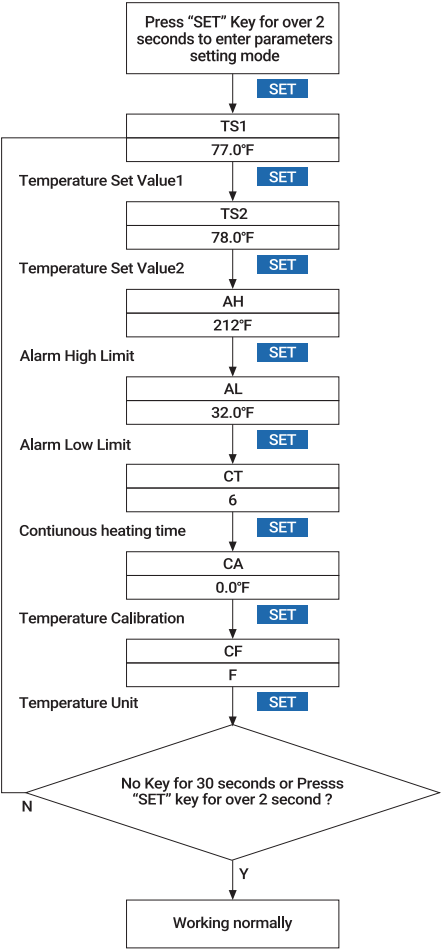 Press “SET” Key for over 2
seconds to enter parameters
setting mode
SET
TS1
77.0°F
Temperature Set Value1
SET
TS2
78.0°F
Temperature Set Value2
SET
AH
212°F
Alarm High Limit
SET
AL
32.0°F
Alarm Low Limit
SET
CT
6
Contiunous heating time
SET
CA
0.0°F
Temperature Calibration
SET
CF
F
Temperature Unit
SET
No Key for 30 seconds or Presss
“SET” key for over 2 second ?
N
Y
Working normally